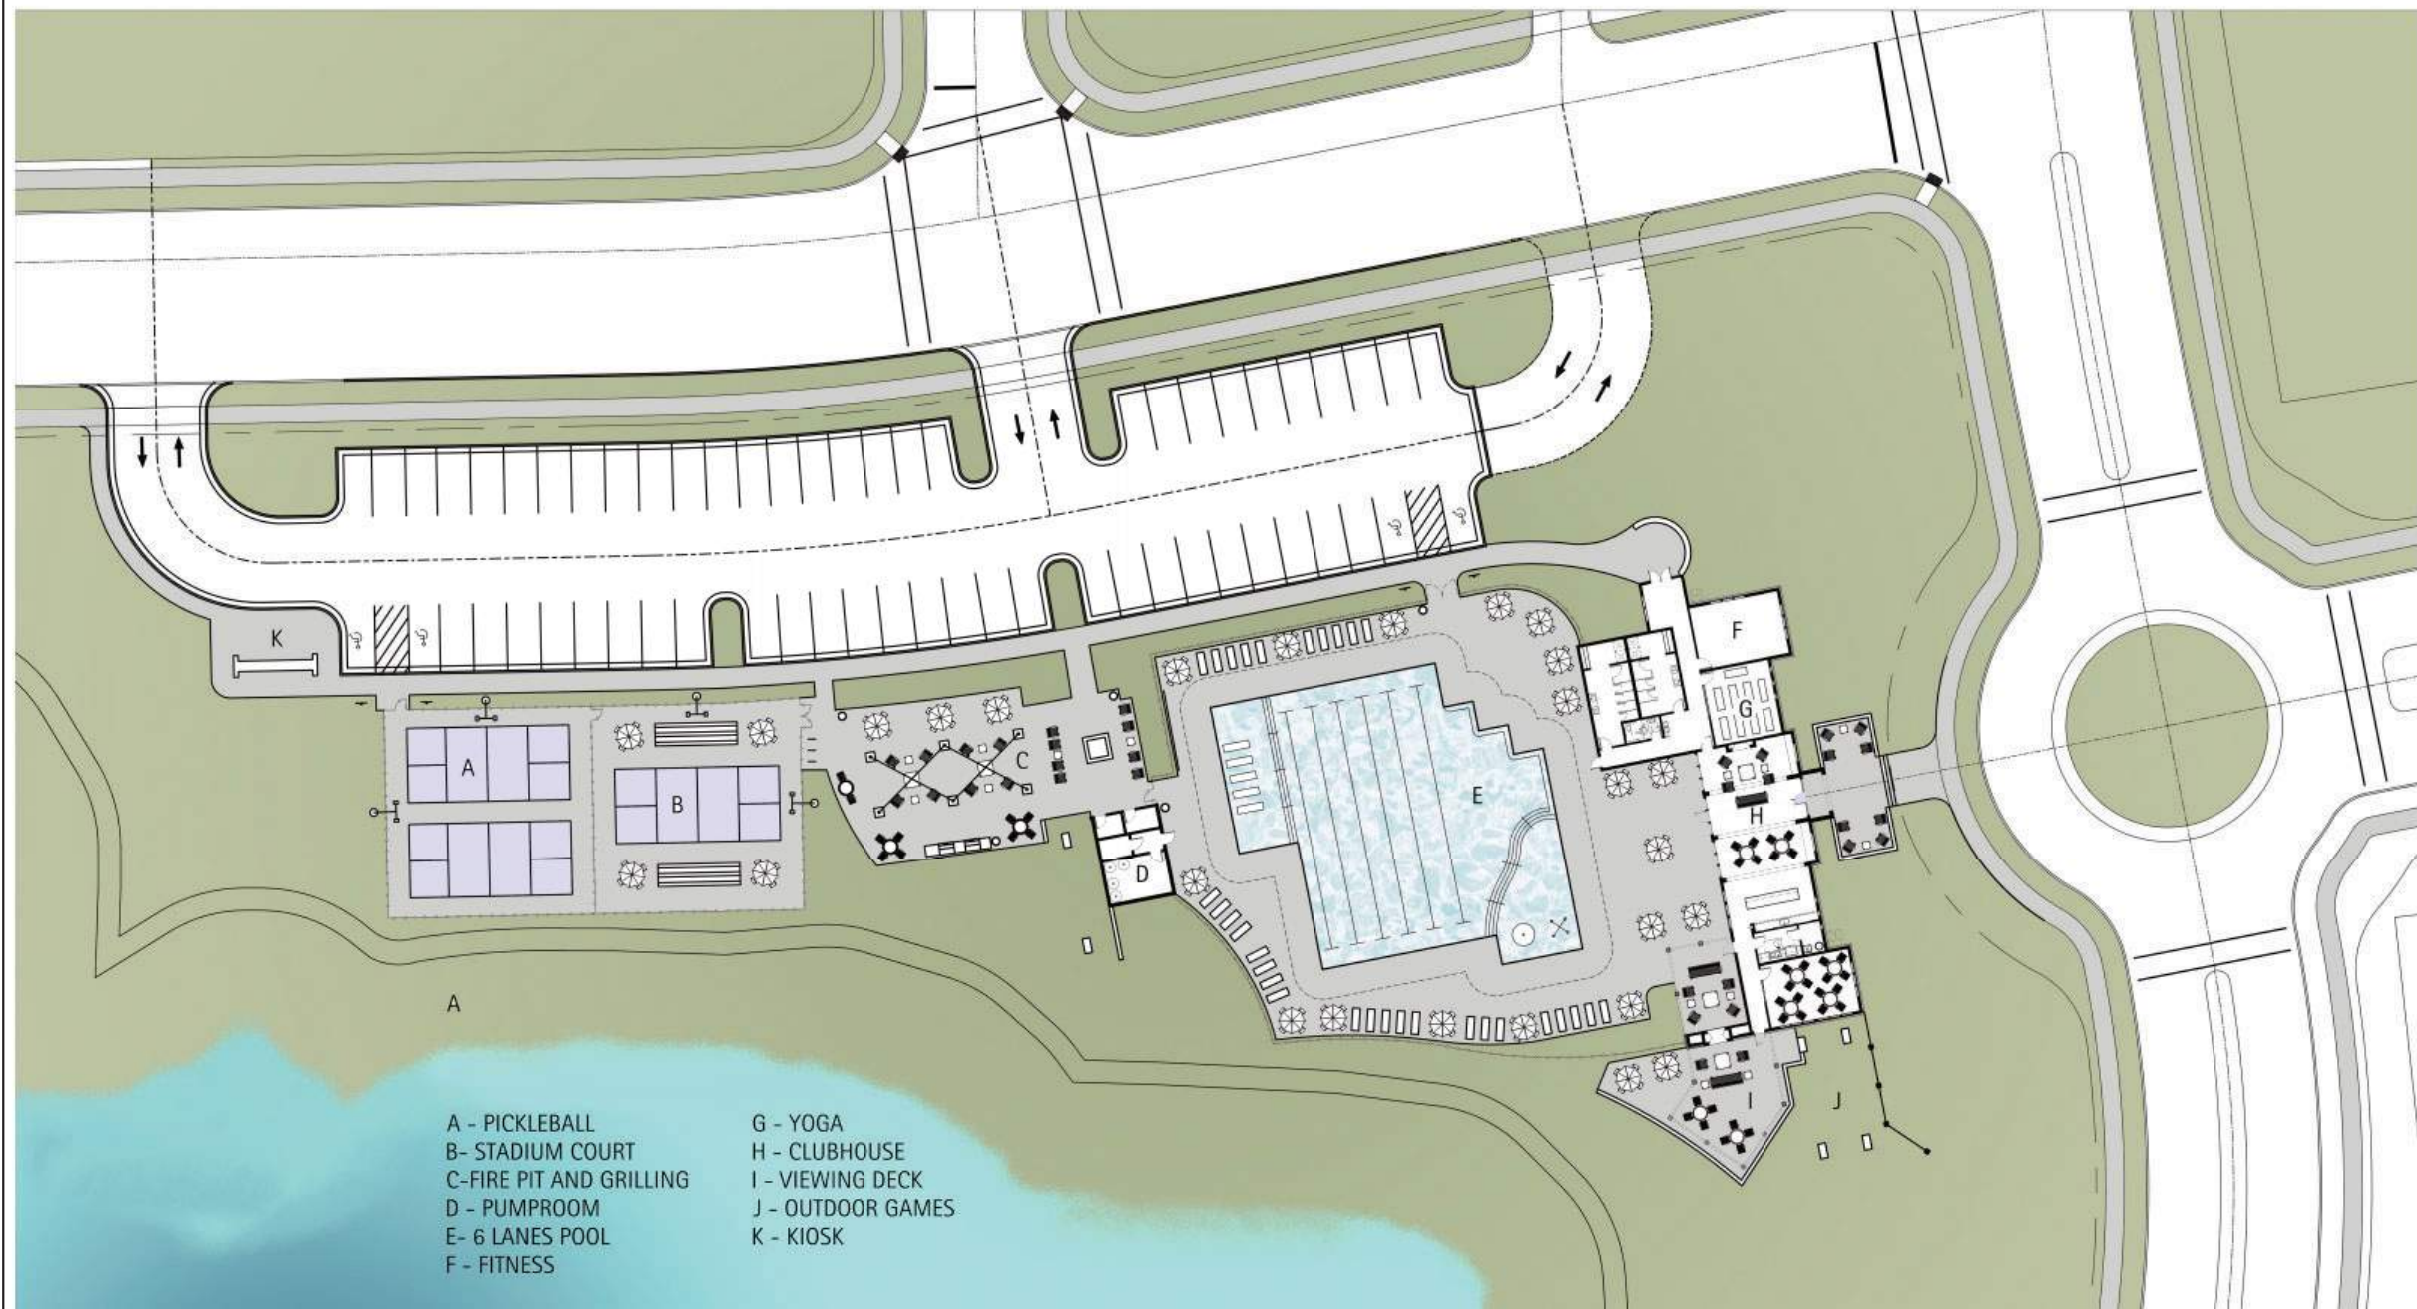 K
F
G
A
C
B
E
H
D
A
I
J
A - PICKLEBALL
B- STADIUM COURT
C-FIRE PIT AND GRILLING
D - PUMPROOM
E- 6 LANES POOL
F - FITNESS
G - YOGA
H - CLUBHOUSE
I - VIEWING DECK
J - OUTDOOR GAMES
K - KIOSK